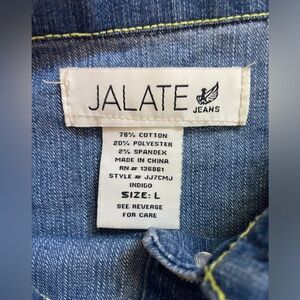 JALATE
JEANS
78% COTTON
20% POLYESTER
2% SPANDEX
MADE IN CHINA
RN# 136861
STYLE# JJ7CMJ
INDIGO
SIZE: L
SEE REVERSE
FOR CARE